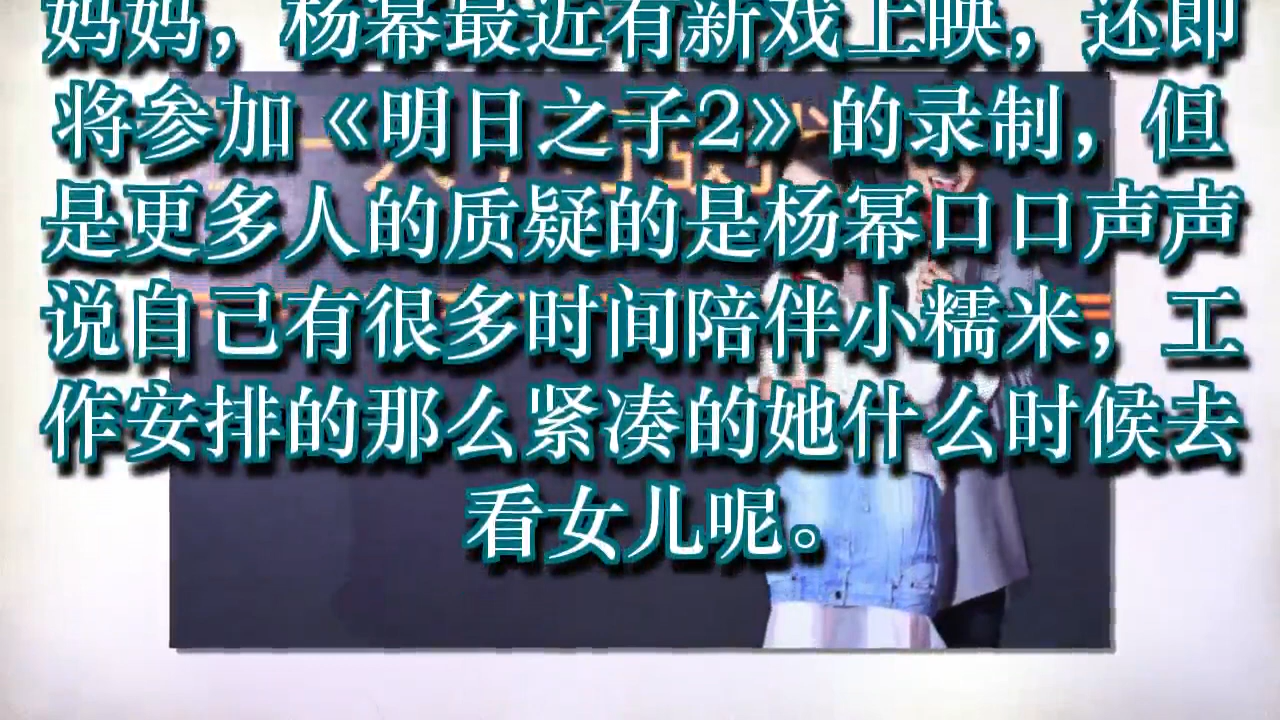 妈妈，杨幂最近有新戏上映，还即
将参加《明日之子2》的录制，但
是更多人的质疑的是杨幂口口声声
说自己有很多时间陪伴小糯米，工
作安排的那么紧凑的她什么时候去
看女儿呢。